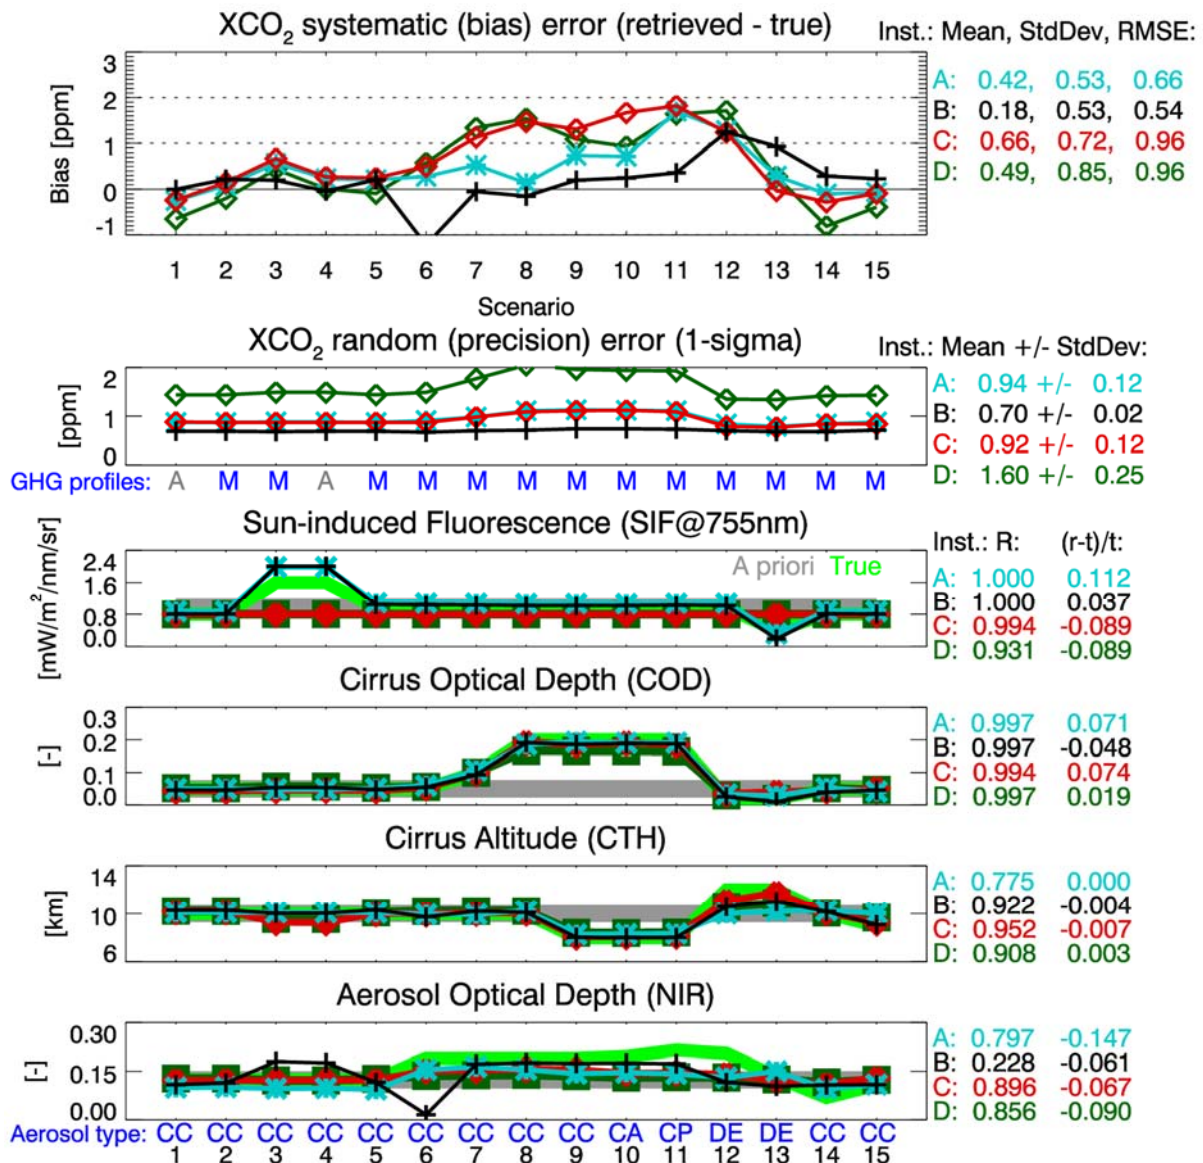 XCO2 systematic (bias) error (retrieved - true)
Inst.: Mean, StdDev, RMSE:
A: 0.42, 0.53, 0.66
B: 0.18, 0.53, 0.54
C: 0.66, 0.72, 0.96
D: 0.49, 0.85, 0.96
Bias [ppm]
3
2
1
0
-1
1 2 3 4 5 6 7 8 9 10 11 12 13 14 15
Scenario
XCO2 random (precision) error (1-sigma)
Inst.: Mean +/- StdDev:
A: 0.94 +/- 0.12
B: 0.70 +/- 0.02
C: 0.92 +/- 0.12
D: 1.60 +/- 0.25
[ppm]
2
1
0
GHG profiles: A M M A M M M M M M M M M M M
Sun-induced Fluorescence (SIF@755nm)
A priori True
Inst.: R: (r-t)/t:
A: 1.000 0.112
B: 1.000 0.037
C: 0.994 -0.089
D: 0.931 -0.089
[mW/m2/nm/sr]
2.4
1.6
0.8
0.0
Cirrus Optical Depth (COD)
A: 0.997 0.071
B: 0.997 -0.048
C: 0.994 0.074
D: 0.997 0.019
[-]
0.3
0.2
0.1
0.0
Cirrus Altitude (CTH)
A: 0.775 0.000
B: 0.922 -0.004
C: 0.952 -0.007
D: 0.908 0.003
[km]
14
10
6
Aerosol Optical Depth (NIR)
A: 0.797 -0.147
B: 0.228 -0.061
C: 0.896 -0.067
D: 0.856 -0.090
[-]
0.30
0.15
0.00
Aerosol type: CC CC CC CC CC CC CC CC CC CA CP DE DE CC CC
1 2 3 4 5 6 7 8 9 10 11 12 13 14 15